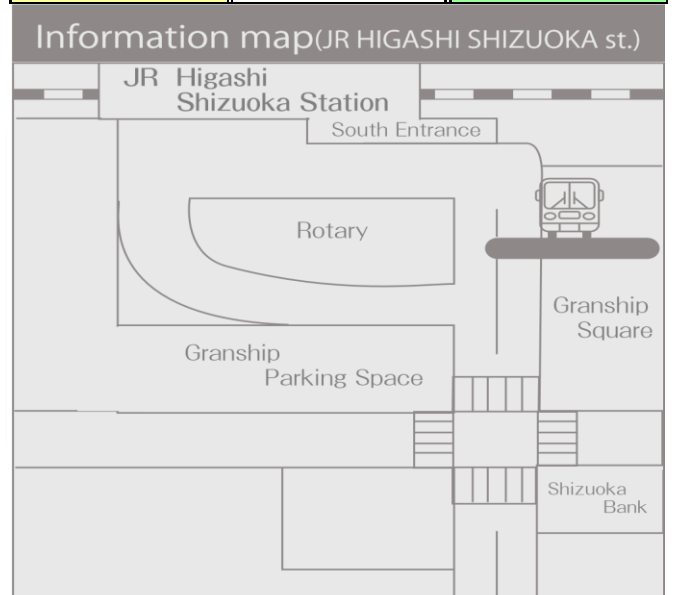 Information map(JR HIGASHI SHIZUOKA st.)
JR Higashi
Shizuoka Station
South Entrance
Rotary
Granship
Square
Granship
Parking Space
Shizuoka
Bank